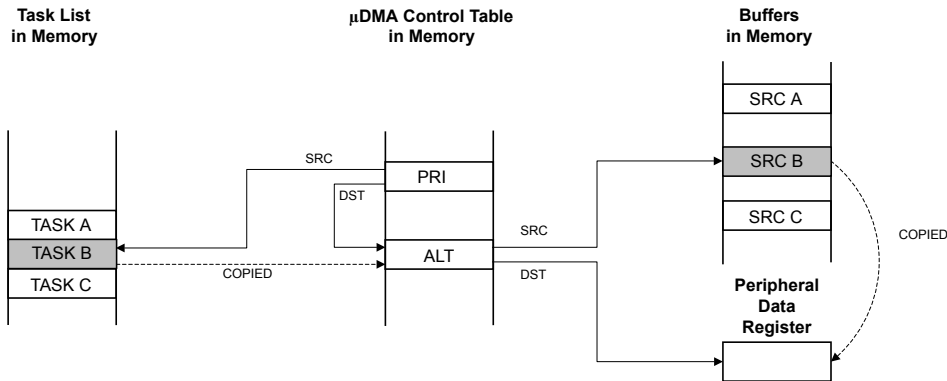 Task List
in Memory
µDMA Control Table
in Memory
Buffers
in Memory
SRC A
SRC
PRI
SRC B
DST
TASK A
SRC C
SRC
COPIED
TASK B
ALT
COPIED
DST
TASK C
Peripheral
Data
Register